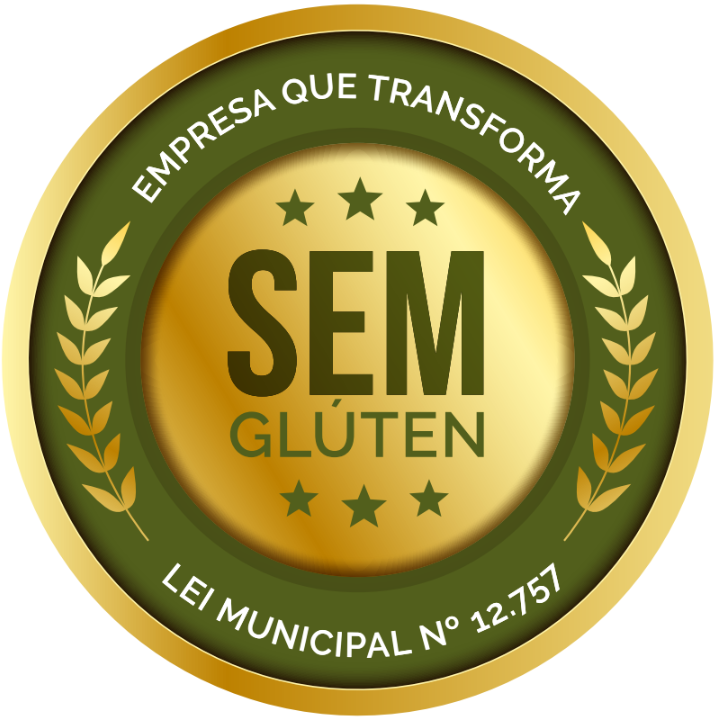 EMPRESA QUE TRANSFORMA
SEM
GLÚTEN
LEI MUNICIPAL Nº 12.757